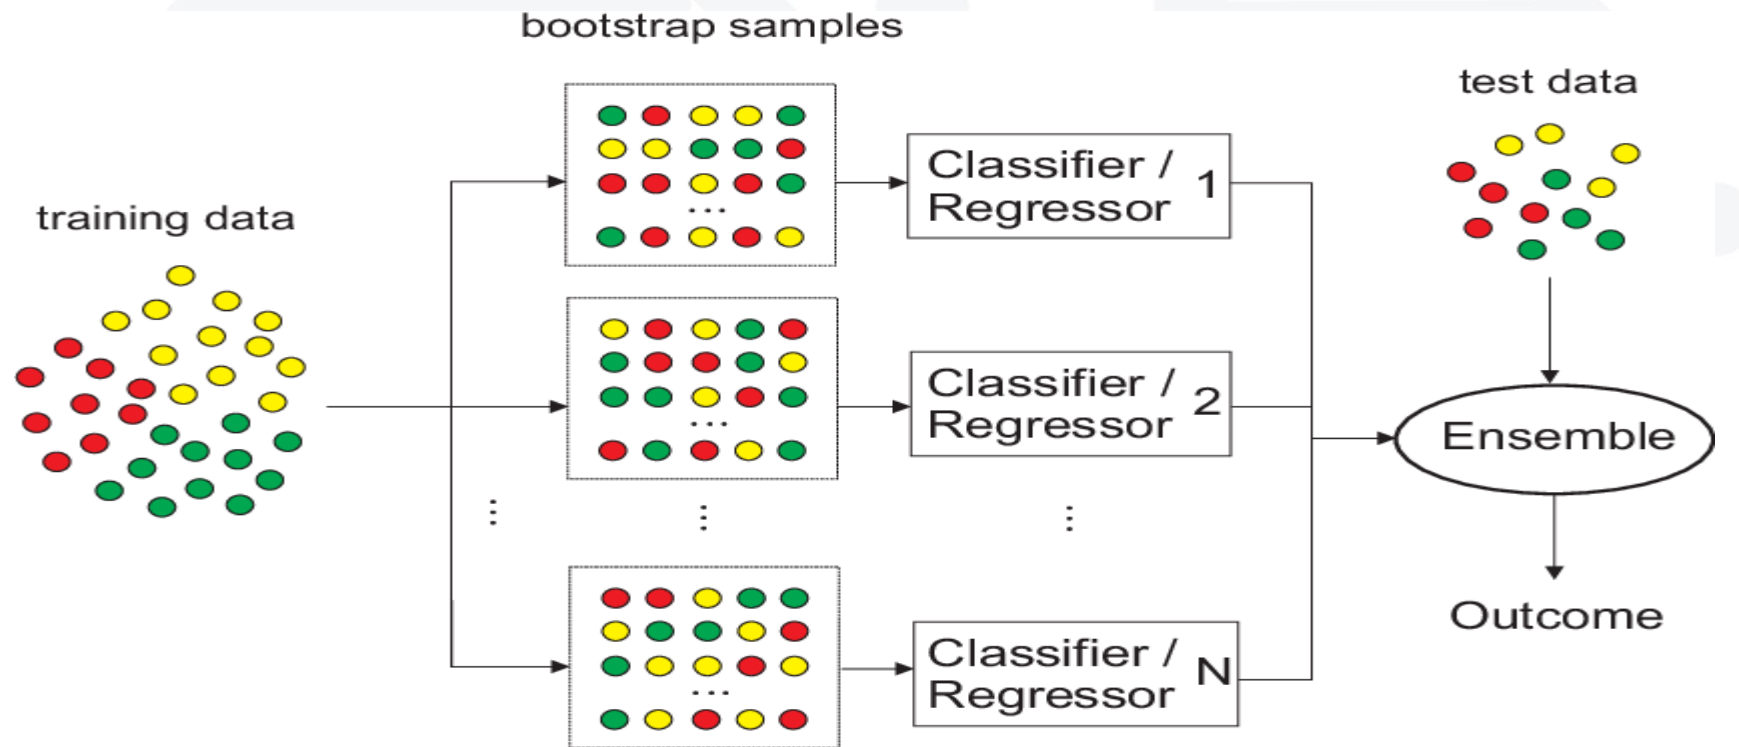 bootstrap samples
test data
training data
...
Classifier /
Regressor 1
...
Classifier /
Regressor 2
Ensemble
...
...
...
...
Classifier /
Regressor N
Outcome